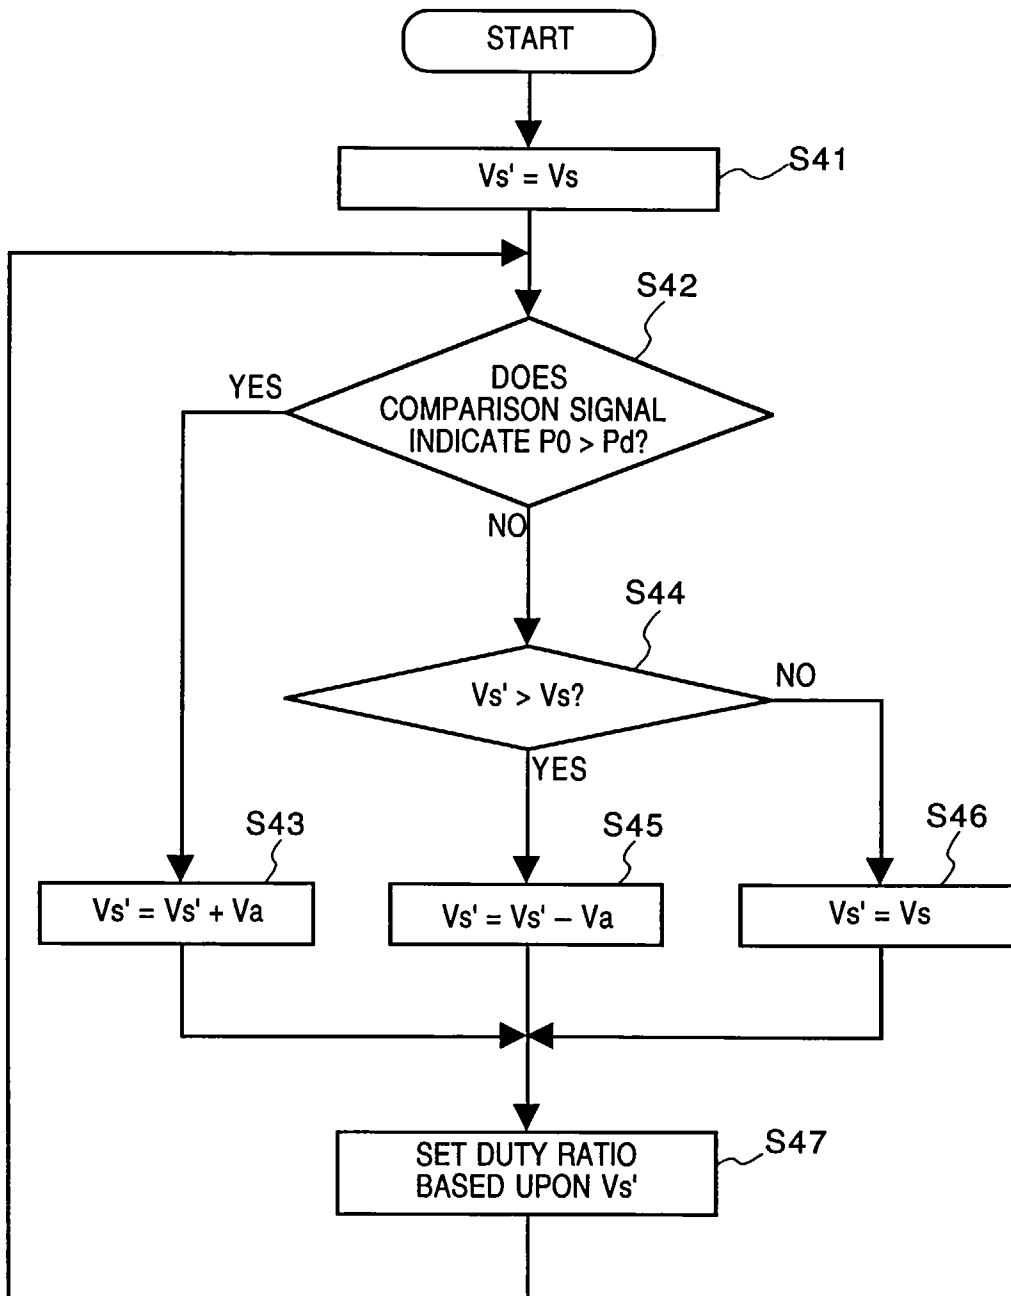 START
Vs' = Vs
S41
S42
DOES
COMPARISON SIGNAL
INDICATE P0 > Pd?
YES
NO
S44
Vs' > Vs?
NO
YES
S43
S45
S46
Vs' = Vs' + Va
Vs' = Vs' – Va
Vs' = Vs
SET DUTY RATIO
BASED UPON Vs'
S47